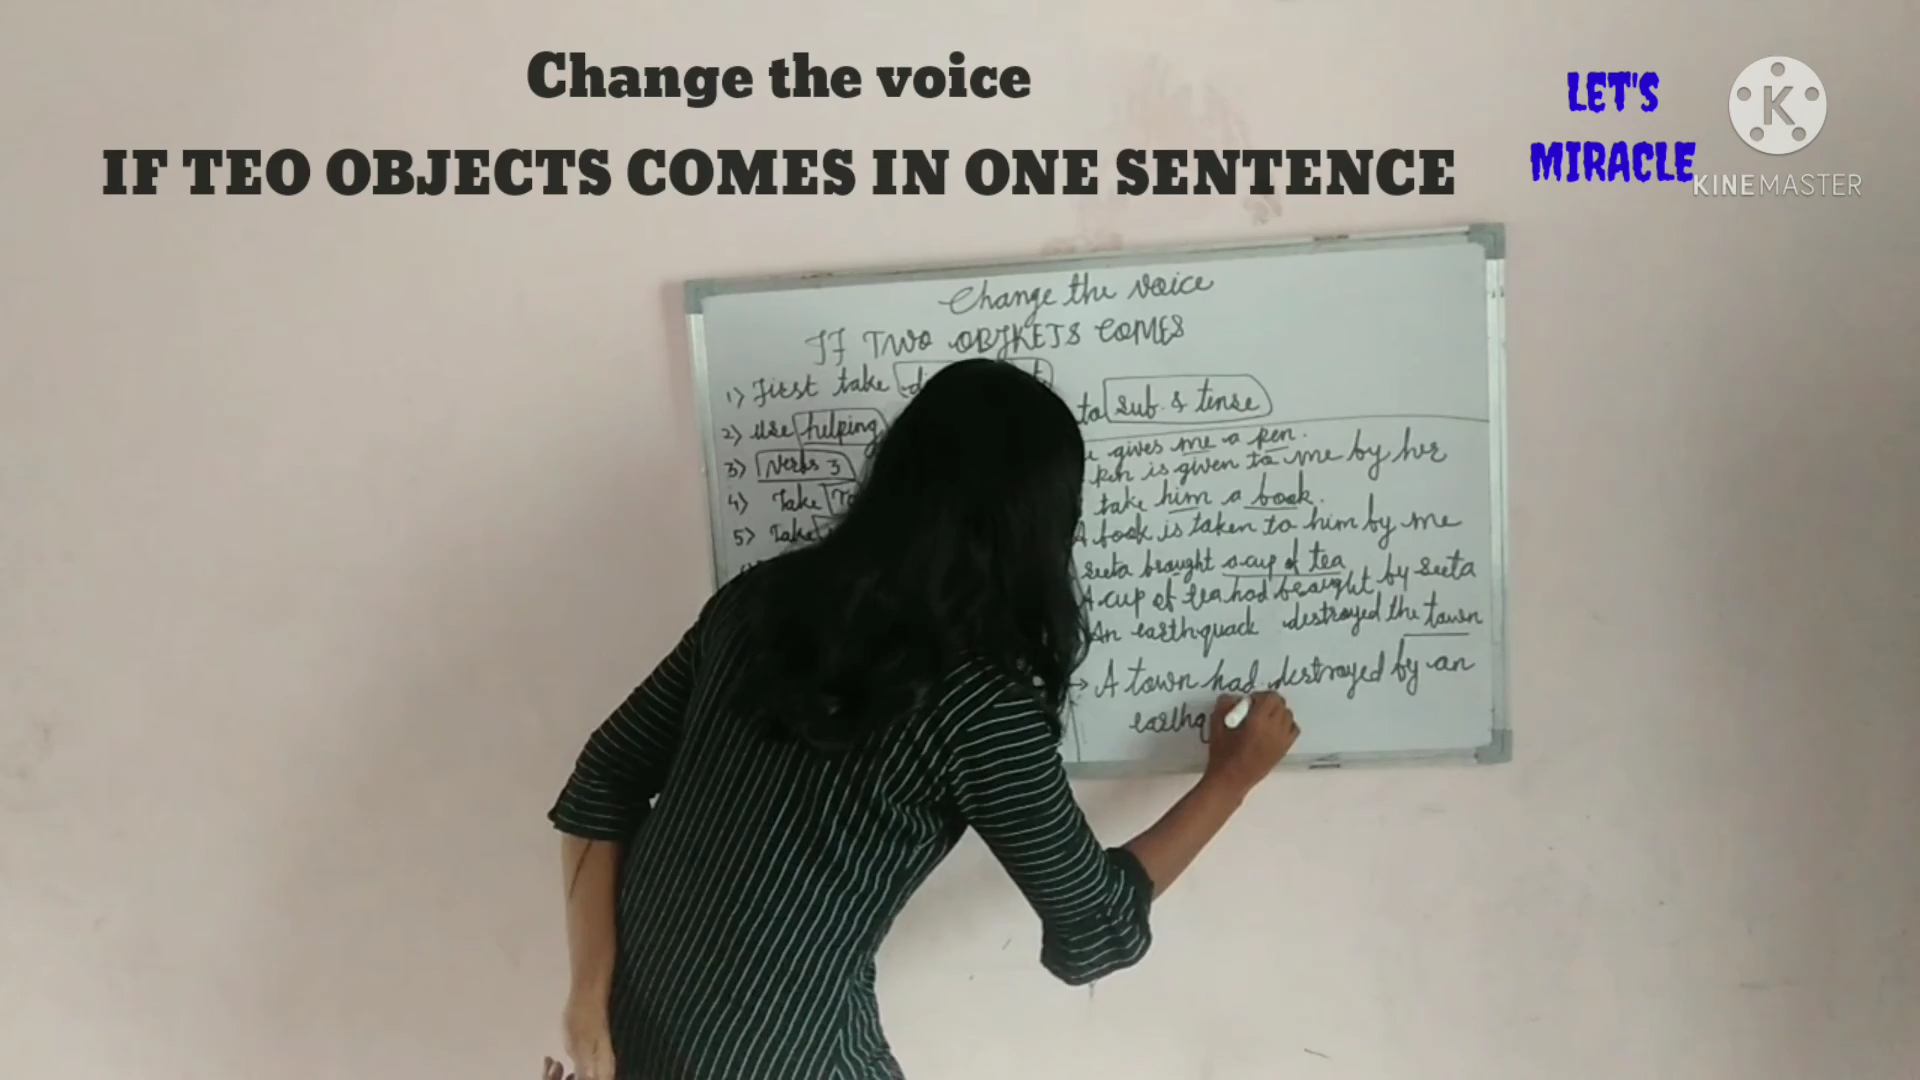 Change the voice
IF TEO OBJECTS COMES IN ONE SENTENCE
LET'S
MIRACLE
KINEMASTER
Change the voice
IF TWO OBJKETS COMES
1) First take
2) use helping to sub. & tense
3) Verbs 3
4) Take
5) Take
gives me a pen.
pen is given to me by her
take him a book.
A book is taken to him by me
seeta brought a cup of tea
A cup of tea had brought by seeta
An earthquack destroyed the town
→ A town had destroyed by an
earthq